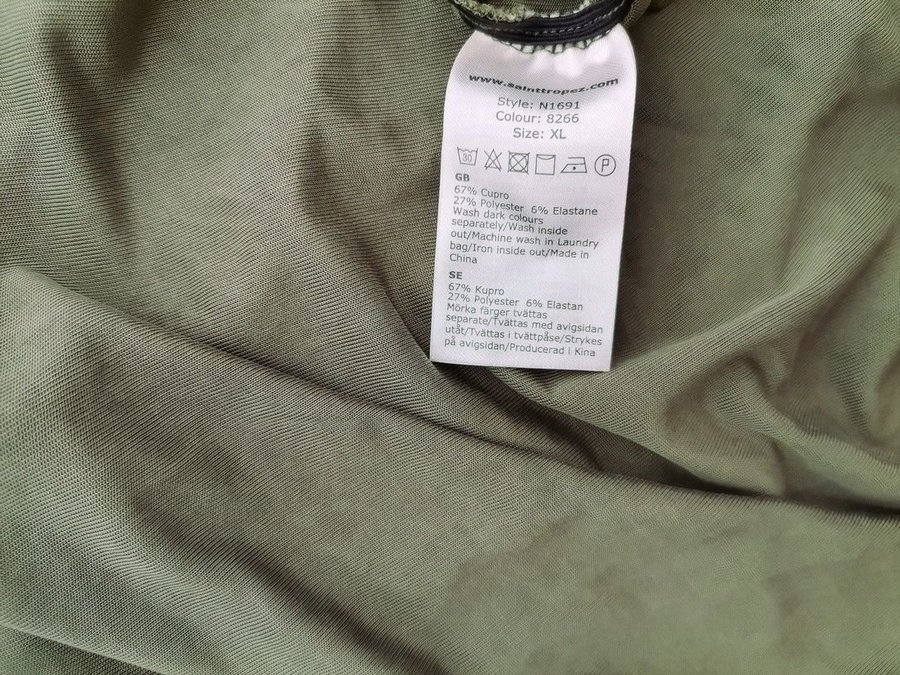 www.sainttropez.com
Style: N1691
Colour: 8266
Size: XL
30 P
GB
67% Cupro
27% Polyester 6% Elastane
Wash dark colours
separately/Wash inside
out/Machine wash in Laundry
bag/Iron inside out/Made in
China
SE
67% Kupro
27% Polyester 6% Elastan
Mörka färger tvättas
separate/Tvättas med avigsidan
utåt/Tvättas i tvättpåse/Strykes
på avigsidan/Producerad i Kina